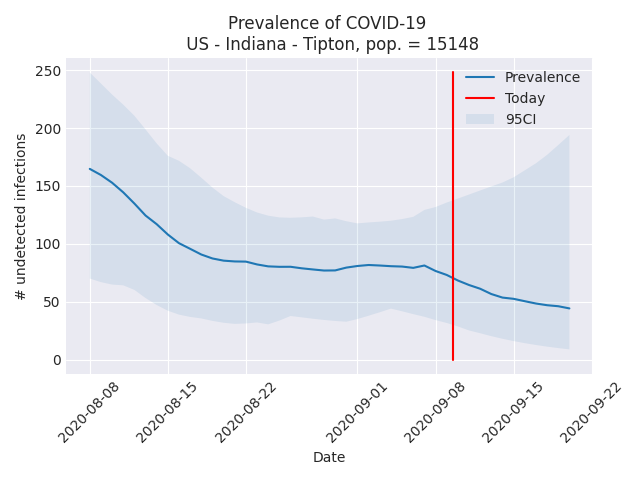 Prevalence of COVID-19
US - Indiana - Tipton, pop. = 15148
250
200
150
100
50
0
# undetected infections
Prevalence
Today
95CI
2020-08-08
2020-08-15
2020-08-22
2020-09-01
2020-09-08
2020-09-15
2020-09-22
Date